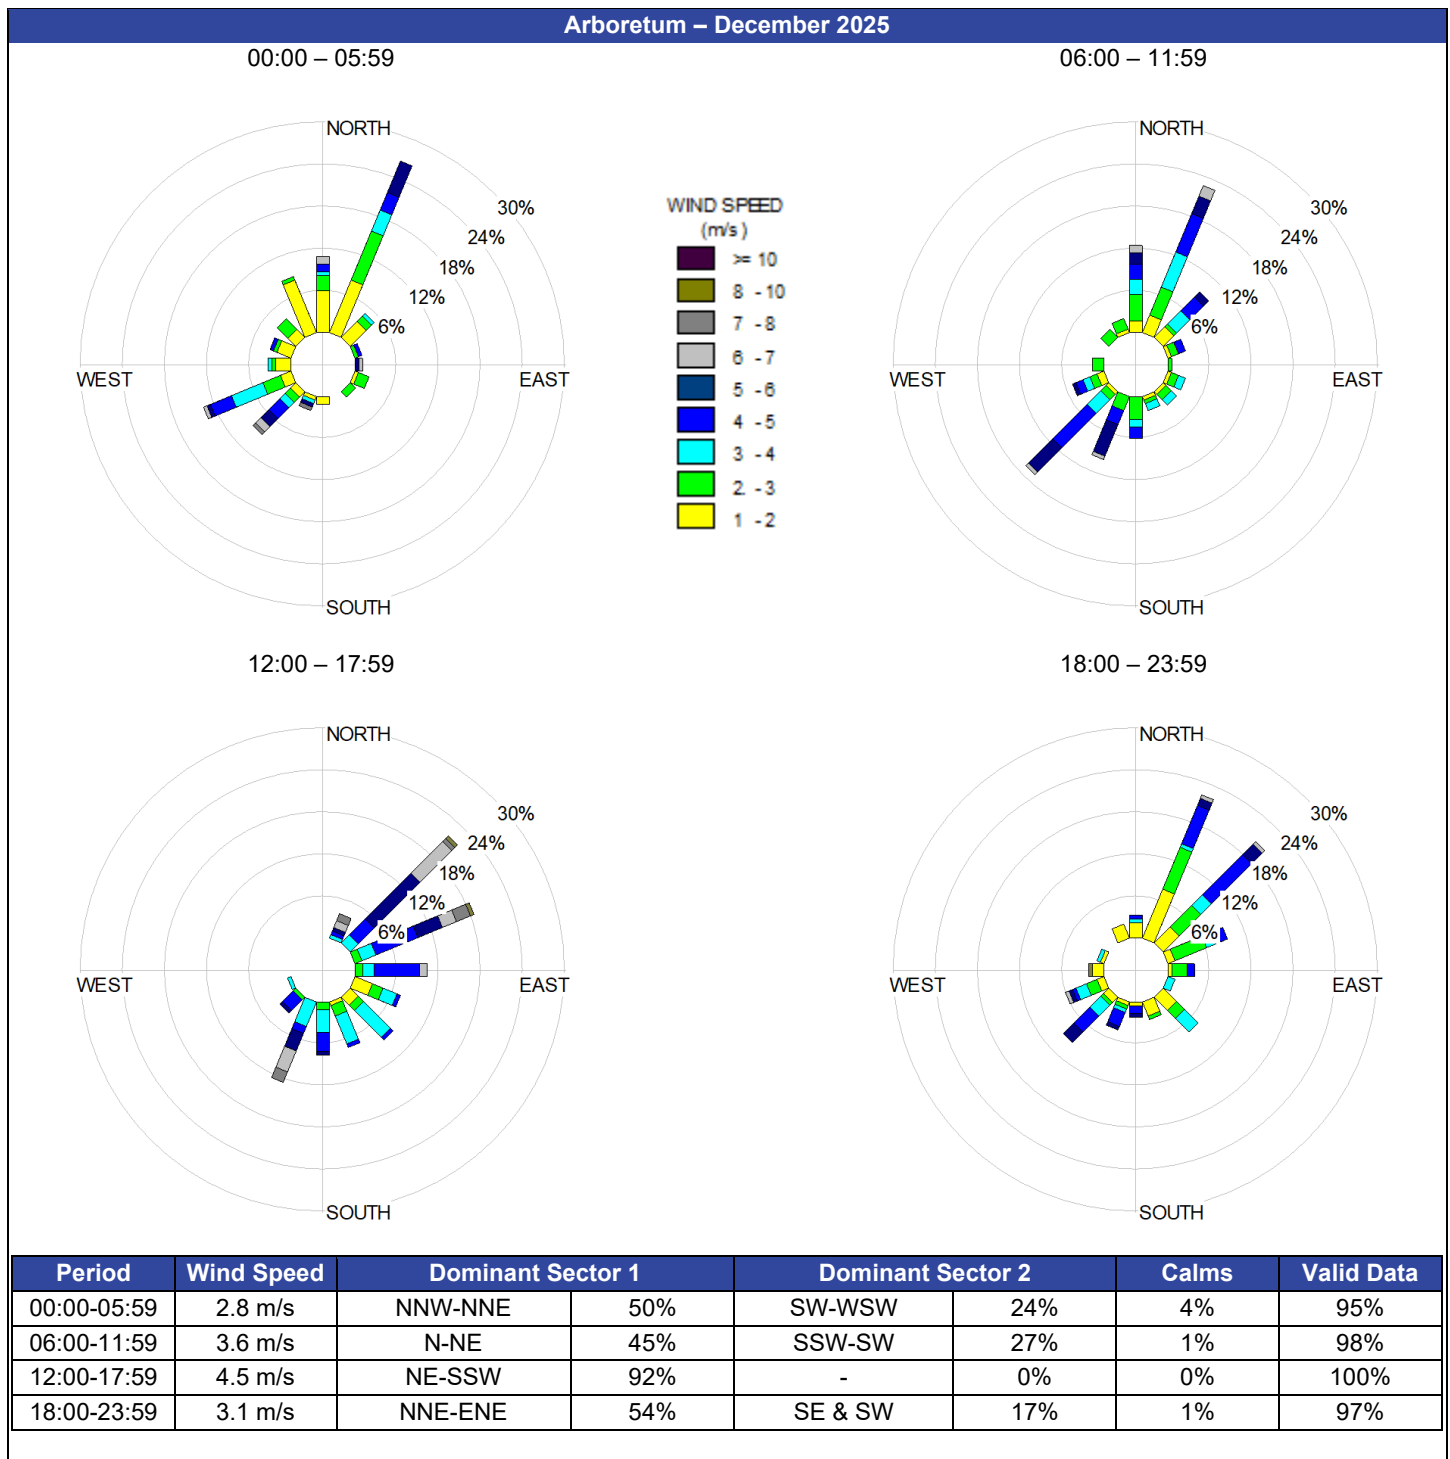 Arboretum – December 2025
00:00 – 05:59
06:00 – 11:59
NORTH
30%
24%
18%
12%
6%
WEST
EAST
SOUTH
WIND SPEED
(m/s)
>= 10
8 - 10
7 - 8
6 - 7
5 - 6
4 - 5
3 - 4
2 - 3
1 - 2
NORTH
30%
24%
18%
12%
6%
WEST
EAST
SOUTH
12:00 – 17:59
18:00 – 23:59
NORTH
30%
24%
18%
12%
6%
WEST
EAST
SOUTH
NORTH
30%
24%
18%
12%
6%
WEST
EAST
SOUTH
Period Wind Speed Dominant Sector 1 Dominant Sector 2 Calms Valid Data
00:00-05:59 2.8 m/s NNW-NNE 50% SW-WSW 24% 4% 95%
06:00-11:59 3.6 m/s N-NE 45% SSW-SW 27% 1% 98%
12:00-17:59 4.5 m/s NE-SSW 92% - 0% 0% 100%
18:00-23:59 3.1 m/s NNE-ENE 54% SE & SW 17% 1% 97%